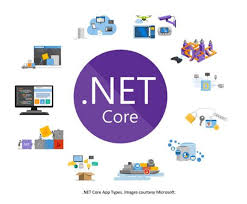 .NET
Core
.NET Core App Types, Images courtesy Microsoft.